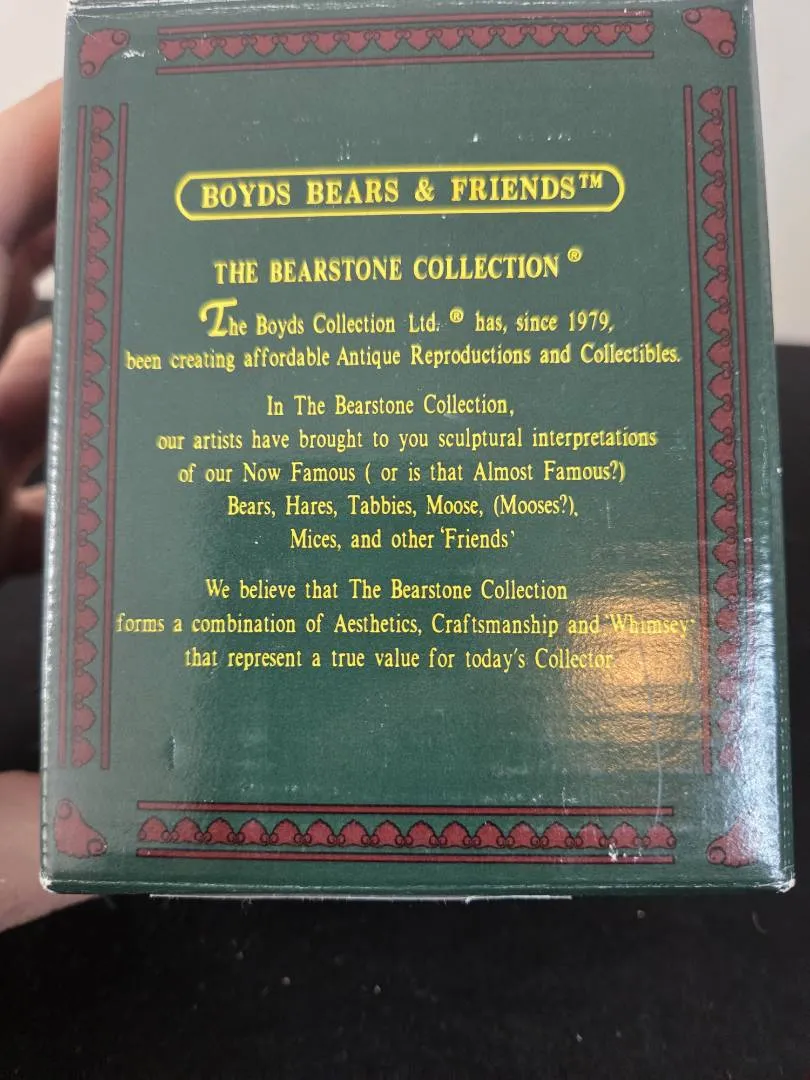 BOYDS BEARS & FRIENDS™
THE BEARSTONE COLLECTION ®
The Boyds Collection Ltd. ® has, since 1979,
been creating affordable Antique Reproductions and Collectibles.
In The Bearstone Collection,
our artists have brought to you sculptural interpretations
of our Now Famous ( or is that Almost Famous?)
Bears, Hares, Tabbies, Moose, (Mooses?),
Mices, and other 'Friends'
We believe that The Bearstone Collection
forms a combination of Aesthetics, Craftsmanship and 'Whimsey'
that represent a true value for today's Collector.